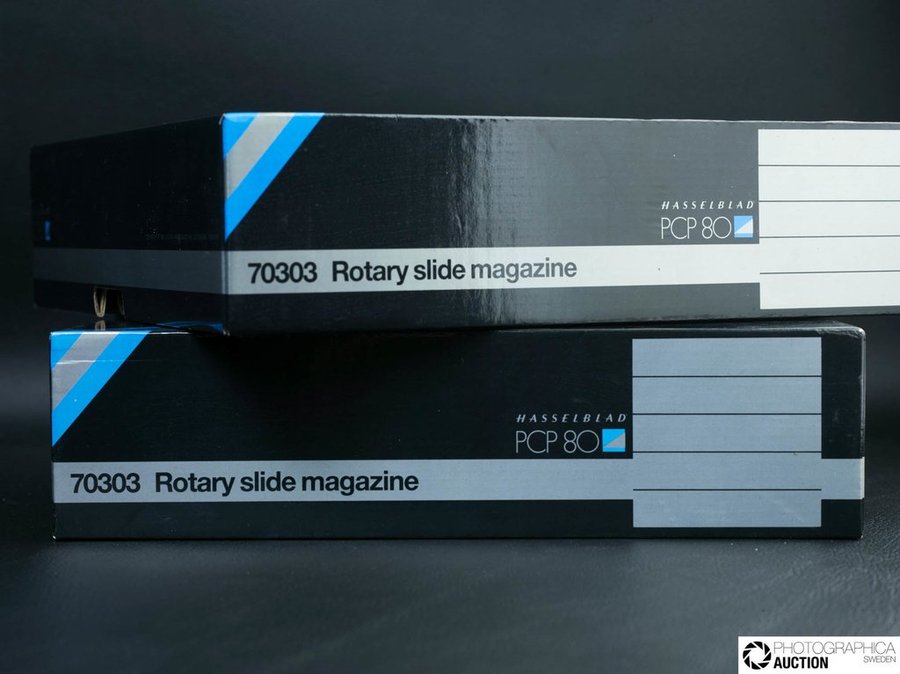 HASSELBLAD
PCP 80
70303 Rotary slide magazine
HASSELBLAD
PCP 80
70303 Rotary slide magazine
PHOTOGRAPHICA
AUCTION SWEDEN